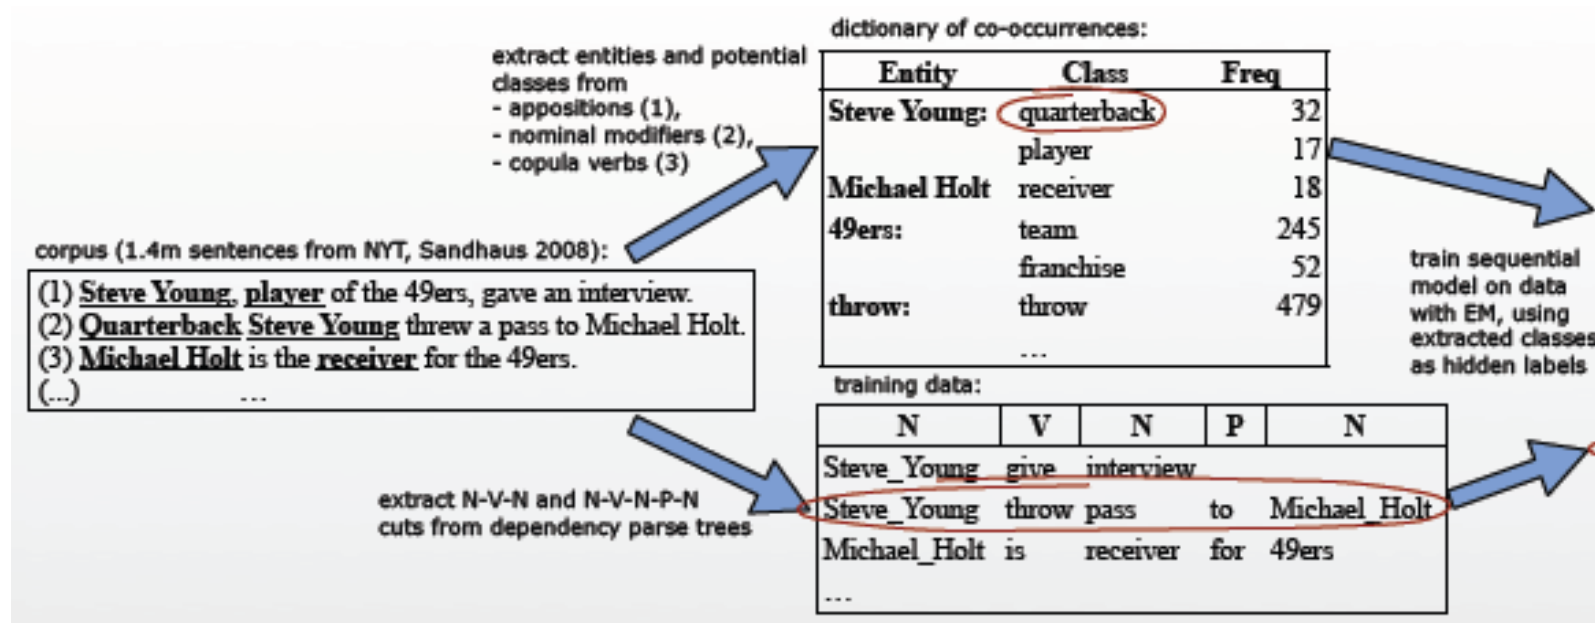 dictionary of co-occurrences:
extract entities and potential
classes from
- appositions (1),
- nominal modifiers (2),
- copula verbs (3)
Entity Class Freq
Steve Young: quarterback 32
player 17
Michael Holt receiver 18
49ers: team 245
franchise 52
throw: throw 479
...
corpus (1.4m sentences from NYT, Sandhaus 2008):
(1) Steve Young, player of the 49ers, gave an interview.
(2) Quarterback Steve Young threw a pass to Michael Holt.
(3) Michael Holt is the receiver for the 49ers.
(...) ...
train sequential
model on data
with EM, using
extracted classes
as hidden labels
extract N-V-N and N-V-N-P-N
cuts from dependency parse trees
training data:
N V N P N
Steve_Young give interview
Steve_Young throw pass to Michael_Holt
Michael_Holt is receiver for 49ers
...